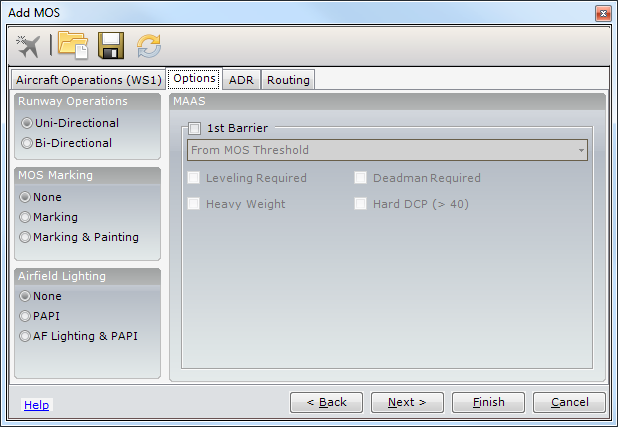 Add MOS
Aircraft Operations (WS1) Options ADR Routing
Runway Operations
Uni-Directional
Bi-Directional
MOS Marking
None
Marking
Marking & Painting
Airfield Lighting
None
PAPI
AF Lighting & PAPI
MAAS
1st Barrier
From MOS Threshold
Leveling Required Deadman Required
Heavy Weight Hard DCP (> 40)
Help < Back Next > Finish Cancel